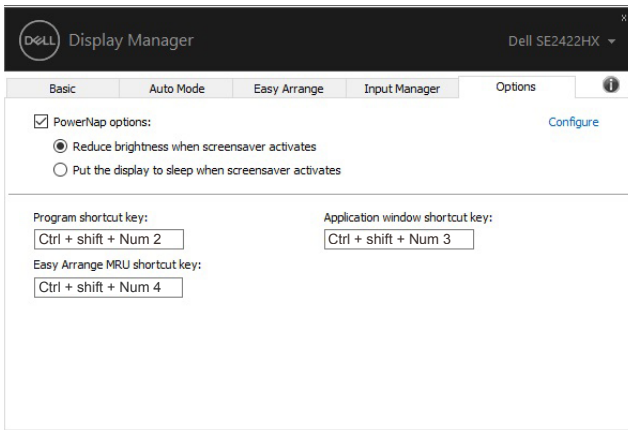 x
DELL Display Manager
Dell SE2422HX
Basic Auto Mode Easy Arrange Input Manager Options i
PowerNap options: Configure
Reduce brightness when screensaver activates
Put the display to sleep when screensaver activates
Program shortcut key: Application window shortcut key:
Ctrl + shift + Num 2 Ctrl + shift + Num 3
Easy Arrange MRU shortcut key:
Ctrl + shift + Num 4